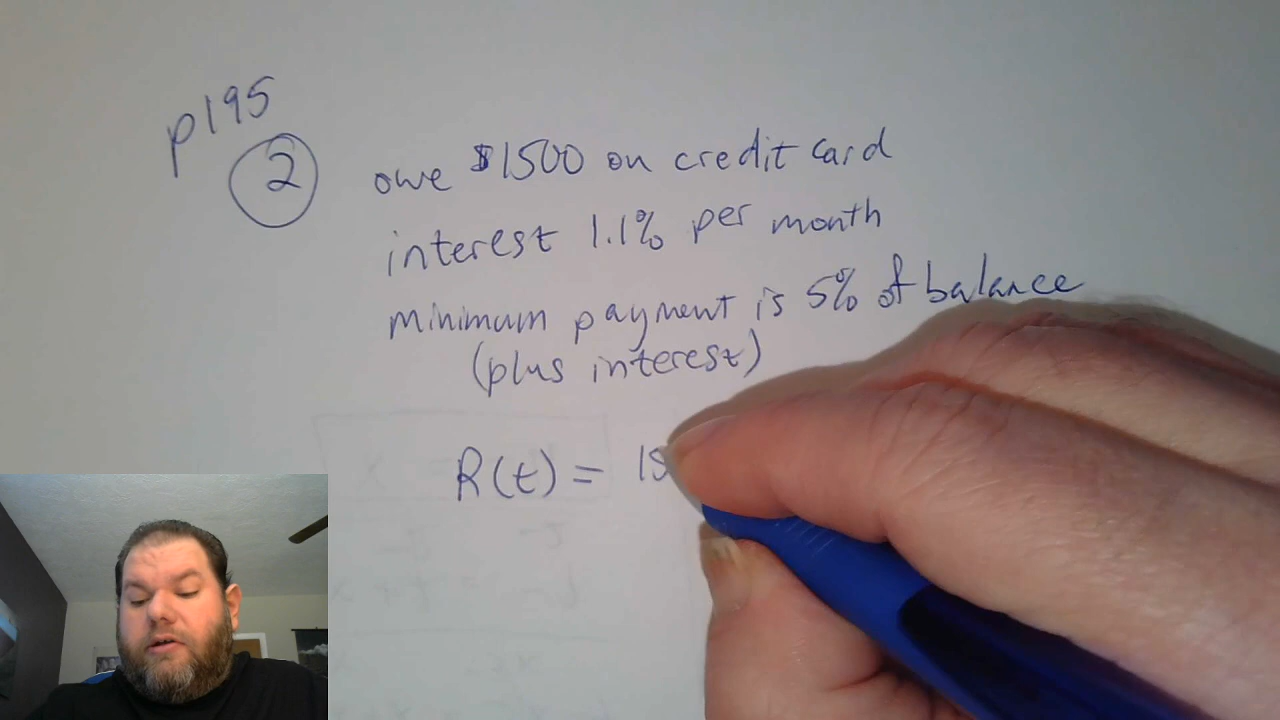 p195
2
owe $1500 on credit card
interest 1.1% per month
minimum payment is 5% of balance
(plus interest)
R(t) = 15